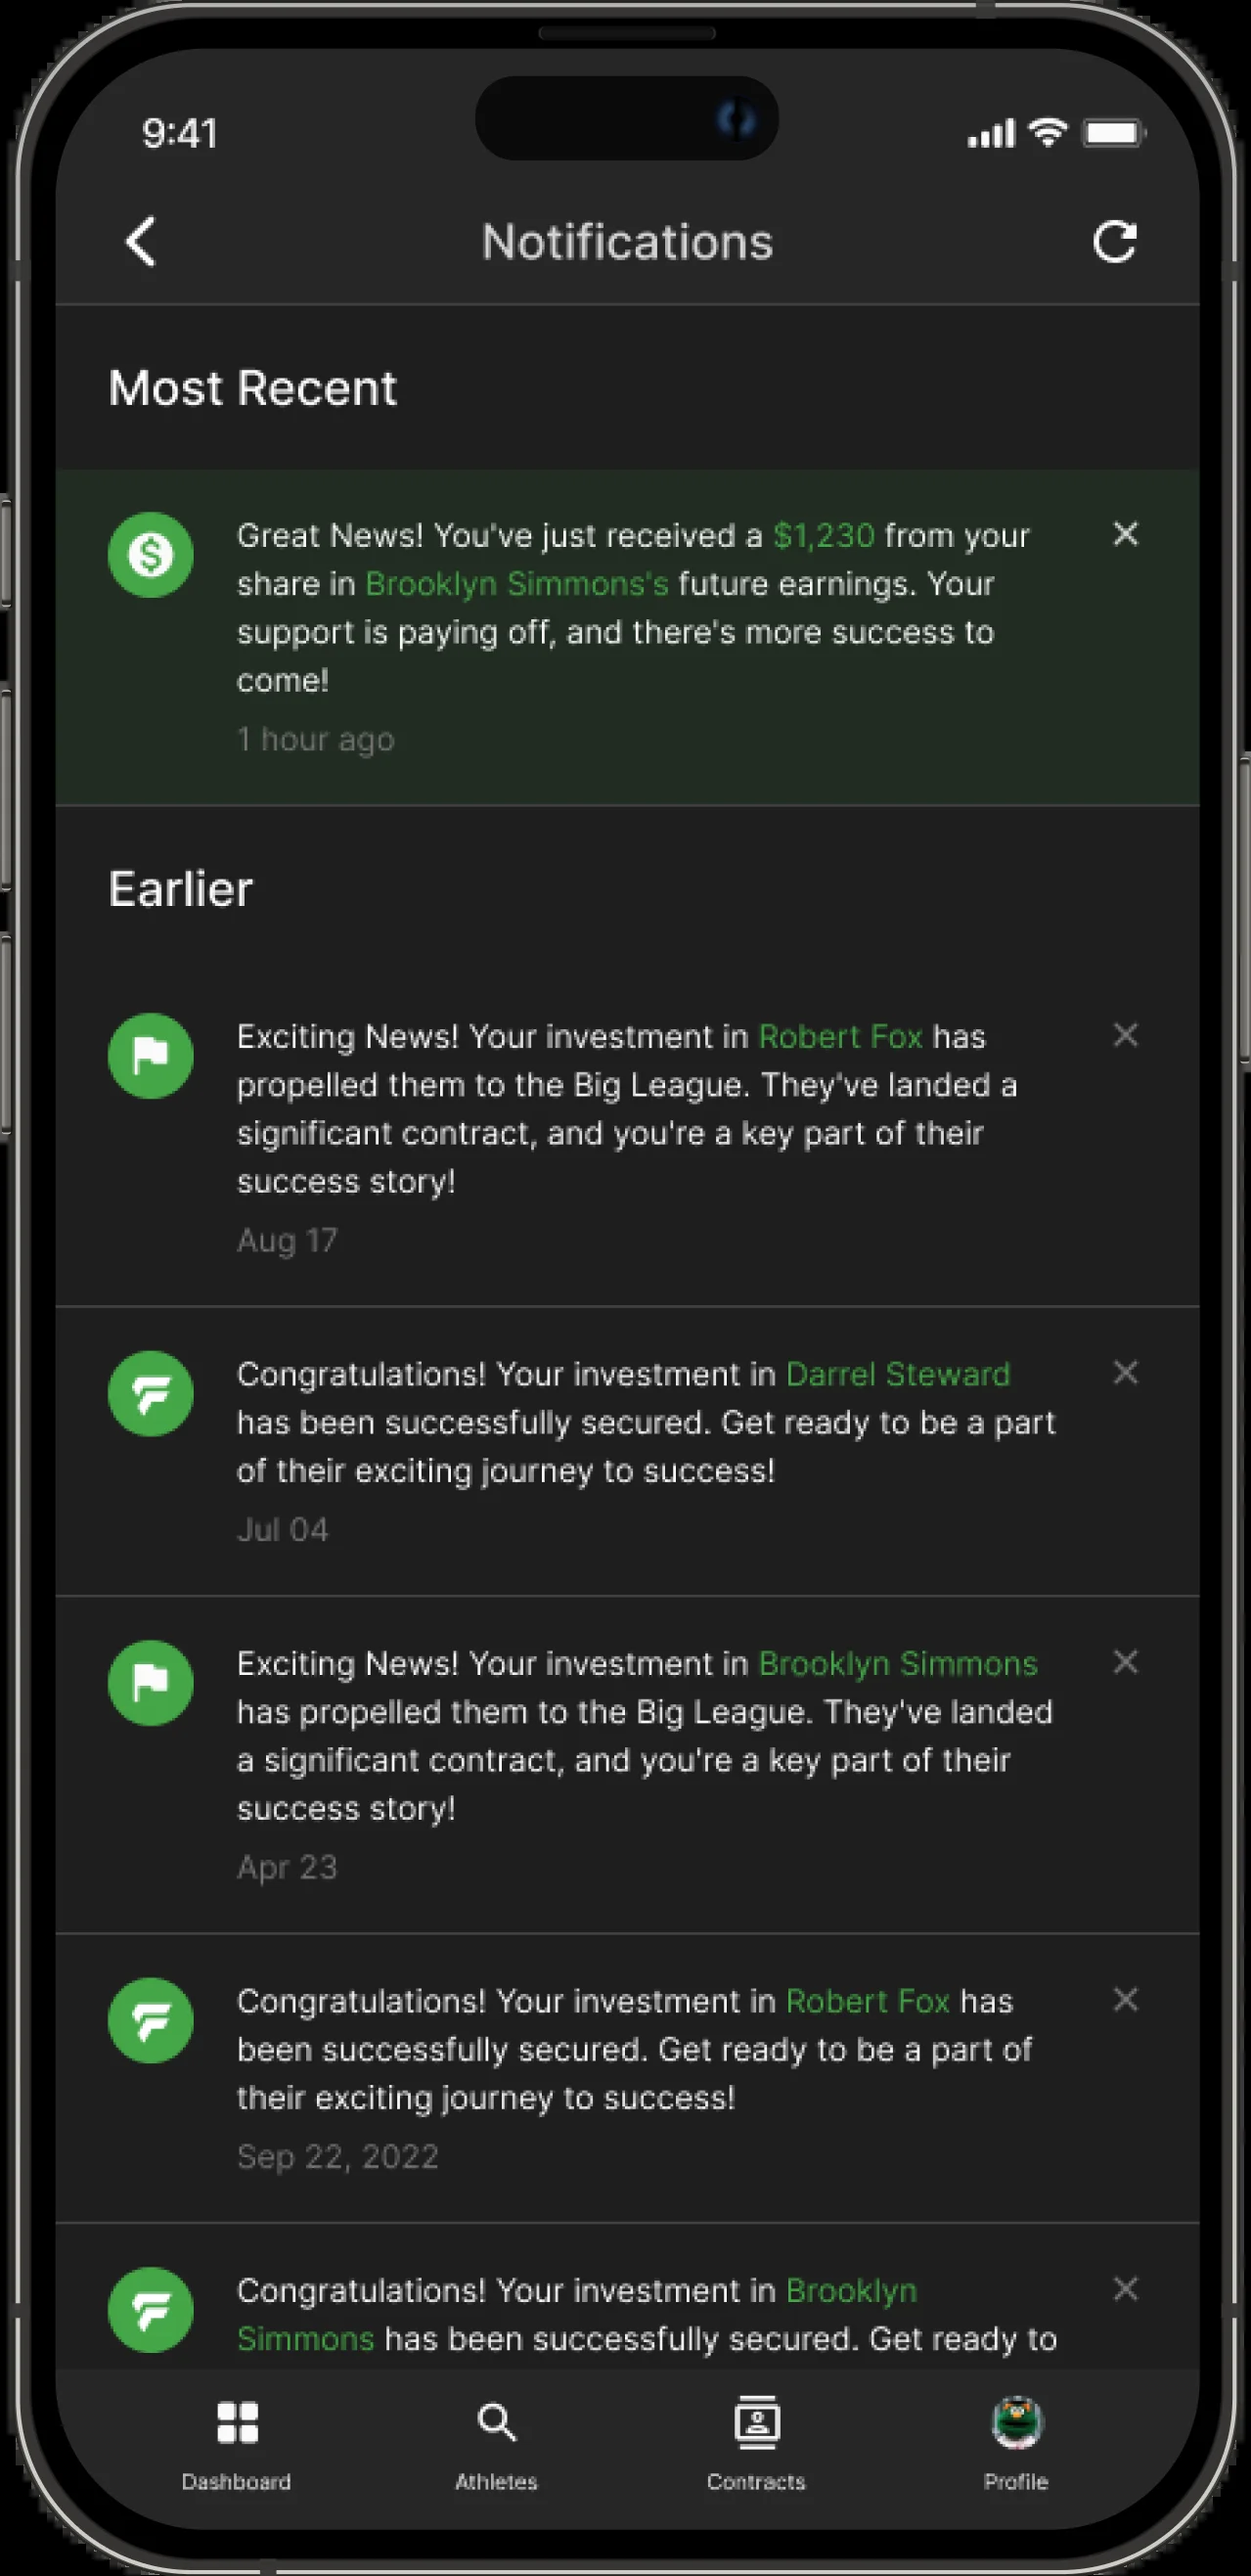 9:41
Notifications
Most Recent
Great News! You've just received a $1,230 from your
share in Brooklyn Simmons's future earnings. Your
support is paying off, and there's more success to
come!
1 hour ago
Earlier
Exciting News! Your investment in Robert Fox has
propelled them to the Big League. They've landed a
significant contract, and you're a key part of their
success story!
Aug 17
Congratulations! Your investment in Darrel Steward
has been successfully secured. Get ready to be a part
of their exciting journey to success!
Jul 04
Exciting News! Your investment in Brooklyn Simmons
has propelled them to the Big League. They've landed
a significant contract, and you're a key part of their
success story!
Apr 23
Congratulations! Your investment in Robert Fox has
been successfully secured. Get ready to be a part of
their exciting journey to success!
Sep 22, 2022
Congratulations! Your investment in Brooklyn
Simmons has been successfully secured. Get ready to
Dashboard
Athletes
Contracts
Profile